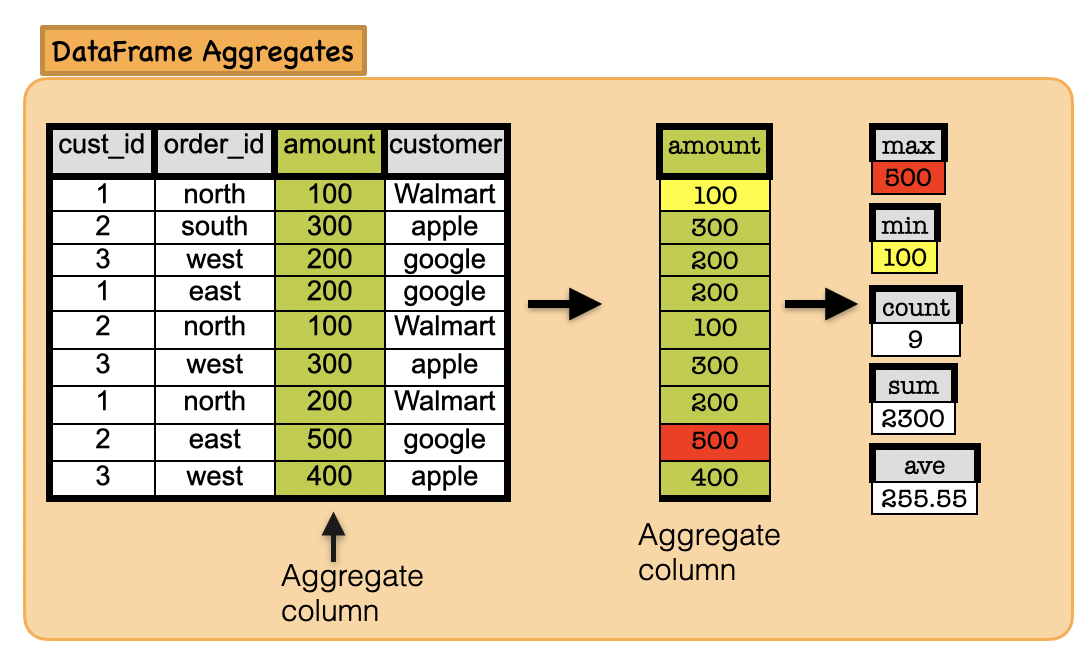 DataFrame Aggregates
cust_id order_id amount customer
1 north 100 Walmart
2 south 300 apple
3 west 200 google
1 east 200 google
2 north 100 Walmart
3 west 300 apple
1 north 200 Walmart
2 east 500 google
3 west 400 apple
Aggregate
column
amount
100
300
200
200
100
300
200
500
400
Aggregate
column
max
500
min
100
count
9
sum
2300
ave
255.55